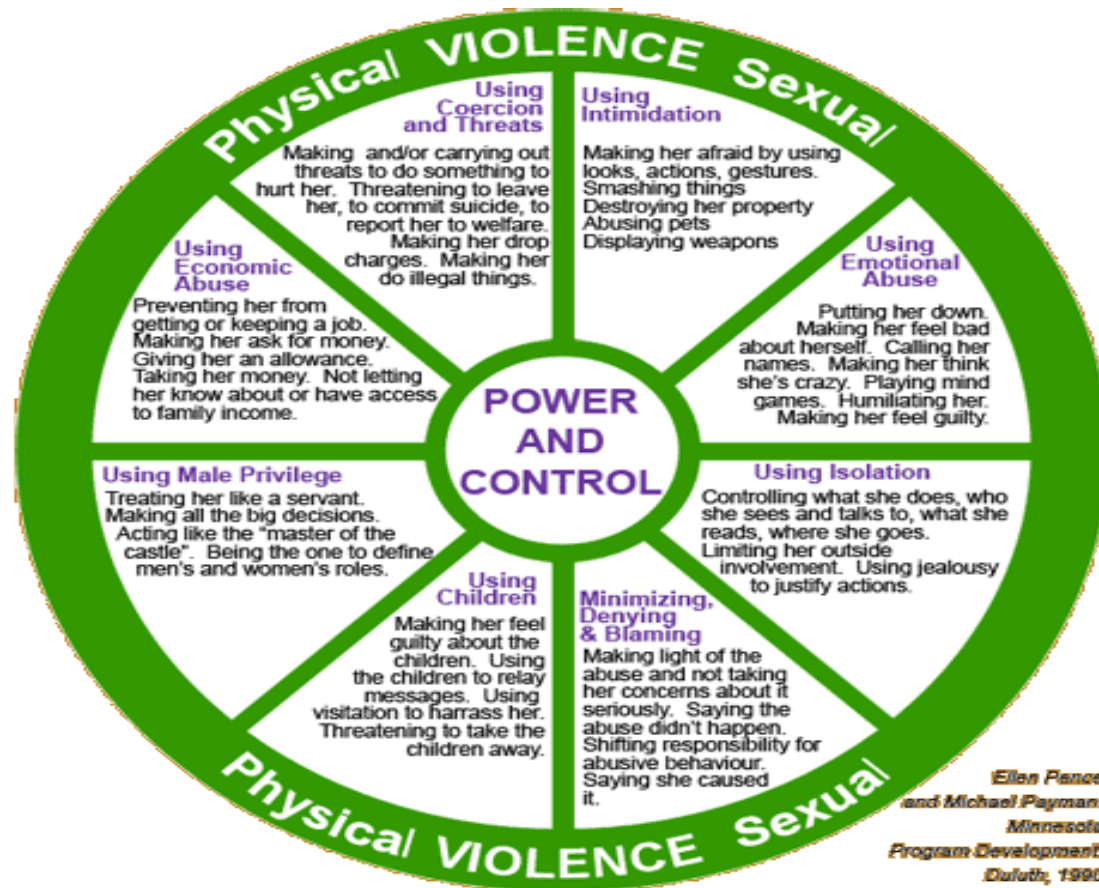 Physical VIOLENCE Sexual
Using
Coercion
and Threats
Making and/or carrying out
threats to do something to
hurt her. Threatening to leave
her, to commit suicide, to
report her to welfare.
Making her drop
charges. Making her
do illegal things.
Using
Intimidation
Making her afraid by using
looks, actions, gestures.
Smashing things
Destroying her property
Abusing pets
Displaying weapons
Using
Economic
Abuse
Preventing her from
getting or keeping a job.
Making her ask for money.
Giving her an allowance.
Taking her money. Not letting
her know about or have access
to family income.
Using
Emotional
Abuse
Putting her down.
Making her feel bad
about herself. Calling her
names. Making her think
she's crazy. Playing mind
games. Humiliating her.
Making her feel guilty.
POWER
AND
CONTROL
Using Male Privilege
Treating her like a servant.
Making all the big decisions.
Acting like the “master of the
castle”. Being the one to define
men's and women's roles.
Using Isolation
Controlling what she does, who
she sees and talks to, what she
reads, where she goes.
Limiting her outside
involvement. Using jealousy
to justify actions.
Using
Children
Making her feel
guilty about the
children. Using
the children to relay
messages. Using
visitation to harrass her.
Threatening to take the
children away.
Minimizing,
Denying
& Blaming
Making light of the
abuse and not taking
her concerns about it
seriously. Saying the
abuse didn't happen.
Shifting responsibility for
abusive behaviour.
Saying she caused
it.
Physical VIOLENCE Sexual
Ellen Pence
and Michael Payman
Minnesota
Program Development
Duluth, 1990